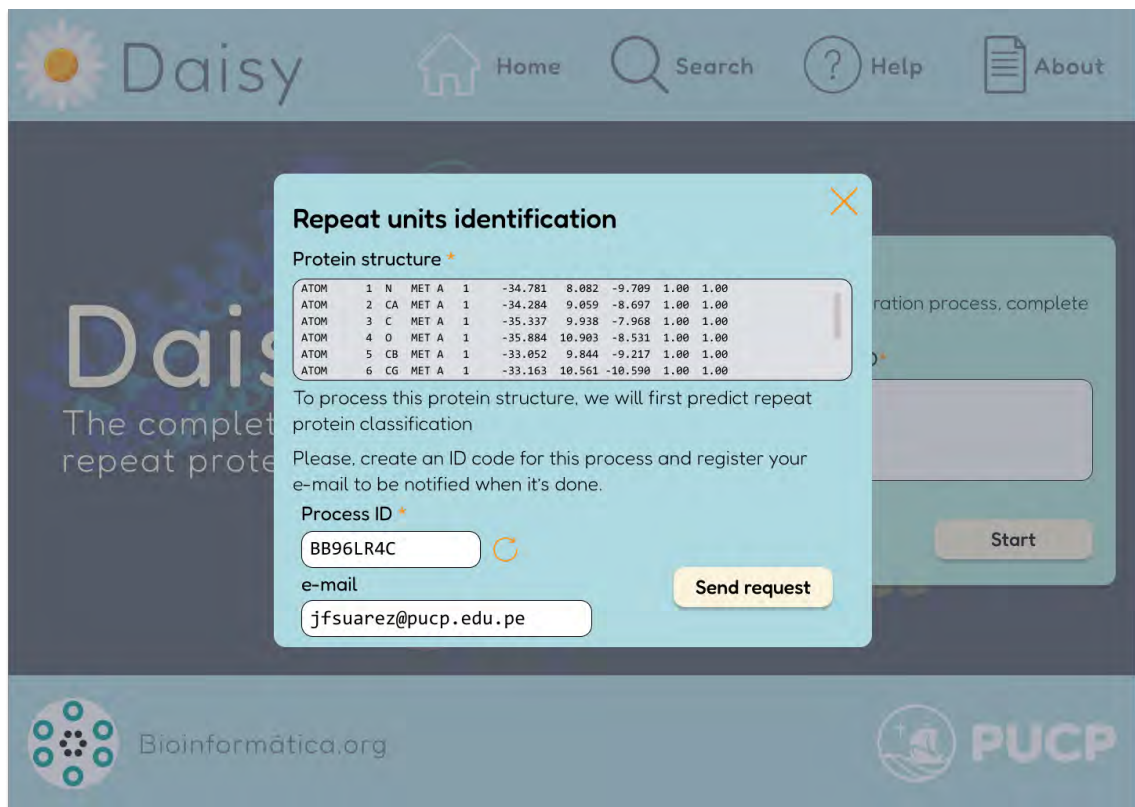 Daisy
Home
Search
Help
About
Repeat units identification
Protein structure *
ATOM 1 N MET A 1 -34.781 8.082 -9.709 1.00 1.00
ATOM 2 CA MET A 1 -34.284 9.059 -8.697 1.00 1.00
ATOM 3 C MET A 1 -35.337 9.938 -7.968 1.00 1.00
ATOM 4 O MET A 1 -35.884 10.903 -8.531 1.00 1.00
ATOM 5 CB MET A 1 -33.052 9.844 -9.217 1.00 1.00
ATOM 6 CG MET A 1 -33.163 10.561 -10.590 1.00 1.00
To process this protein structure, we will first predict repeat
protein classification
Please, create an ID code for this process and register your
e-mail to be notified when it's done.
Process ID *
BB96LR4C
e-mail
jfsuarez@pucp.edu.pe
Send request
Dais
The complet
repeat prote
ration process, complete
*
Start
Bioinformática.org
PUCP